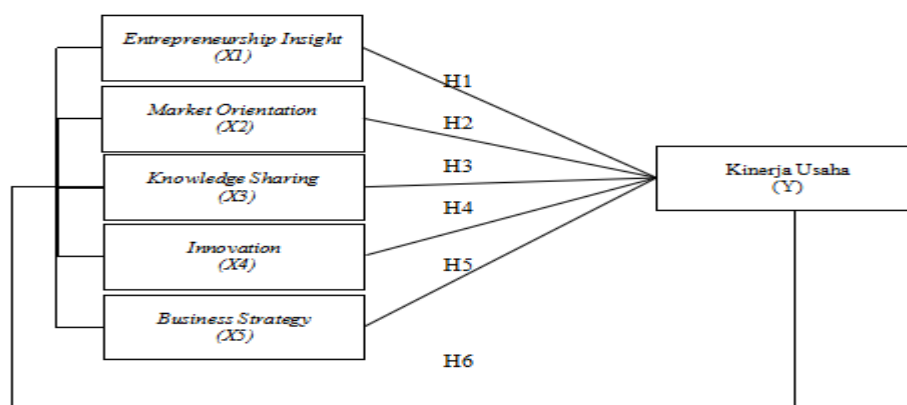 Entrepreneurship Insight
(X1)
Market Orientation
(X2)
Knowledge Sharing
(X3)
Innovation
(X4)
Business Strategy
(X5)
H1
H2
H3
H4
H5
H6
Kinerja Usaha
(Y)